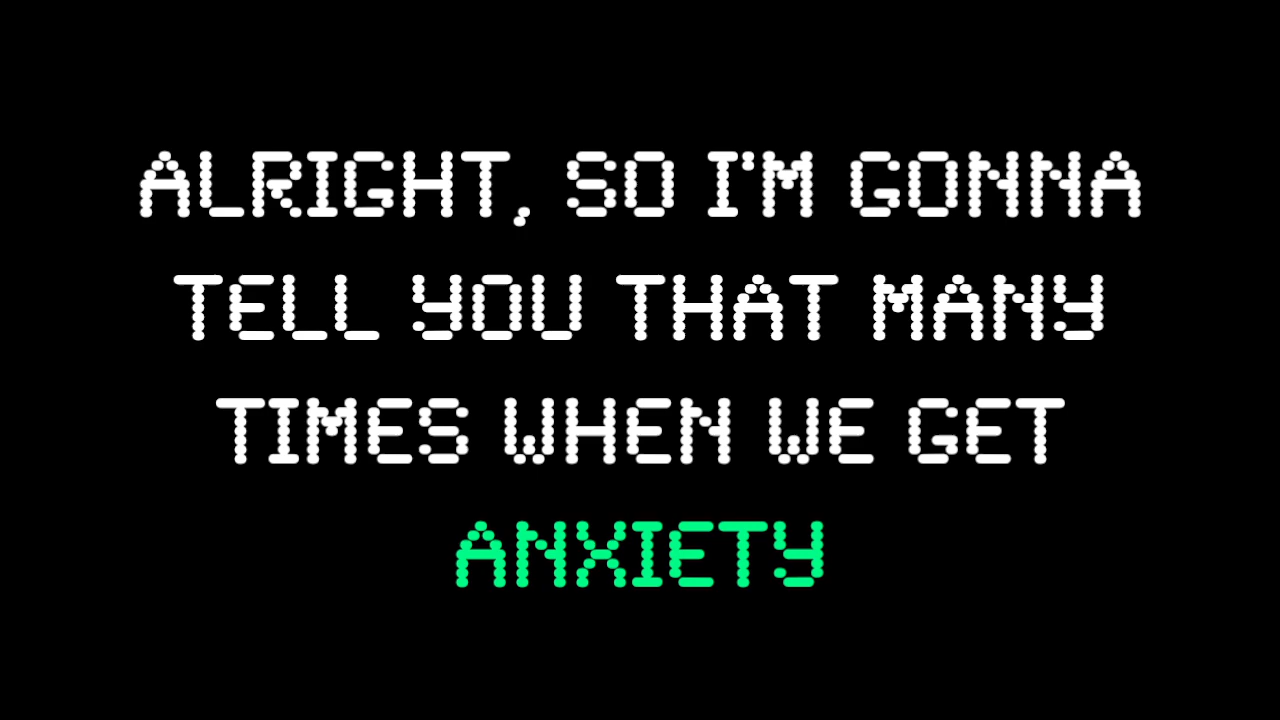 ALRIGHT, SO I'M GONNA
TELL YOU THAT MANY
TIMES WHEN WE GET
ANXIETY